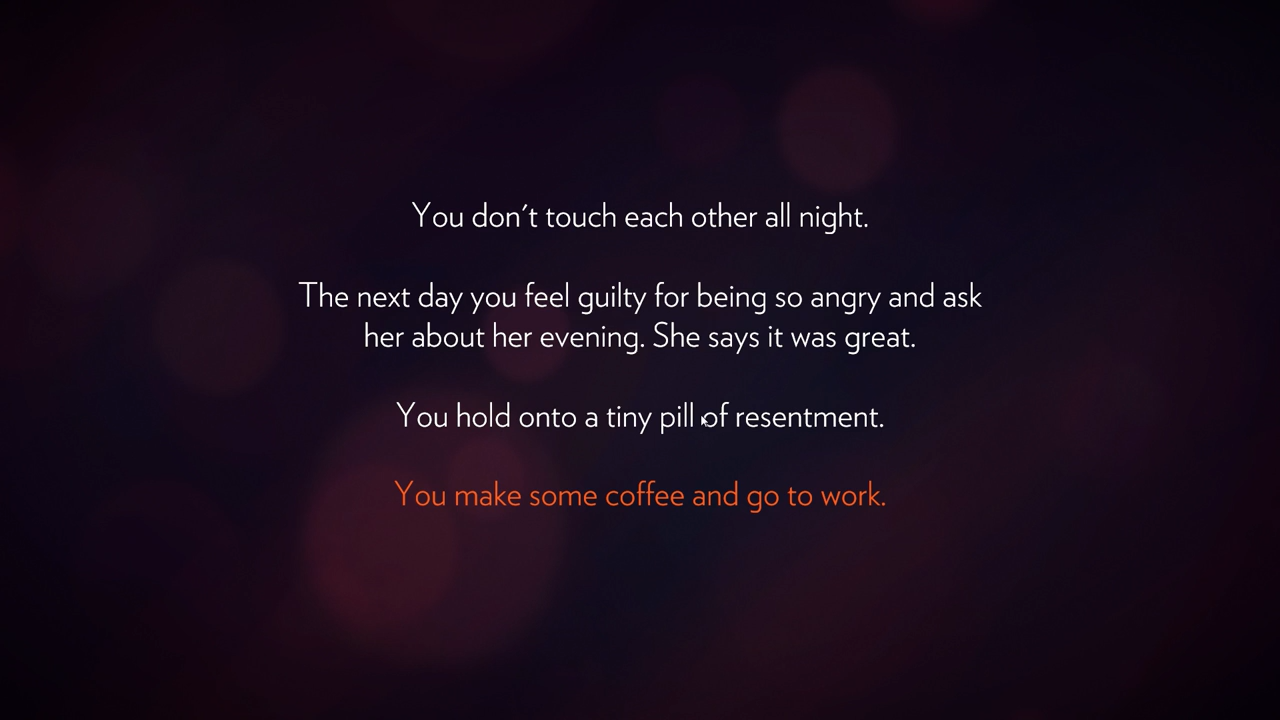 You don't touch each other all night.
The next day you feel guilty for being so angry and ask
her about her evening. She says it was great.
You hold onto a tiny pill of resentment.
You make some coffee and go to work.